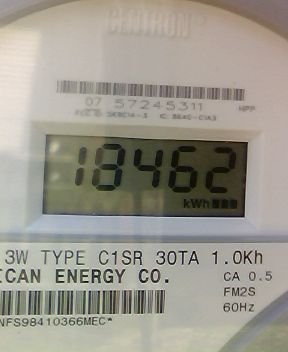 CENTRON®
07 57245311 HPP
18462
kWh
3W TYPE C1SR 30TA 1.0Kh
ICAN ENERGY CO. CA 0.5
FM2S
NFS98410366MEC* 60Hz